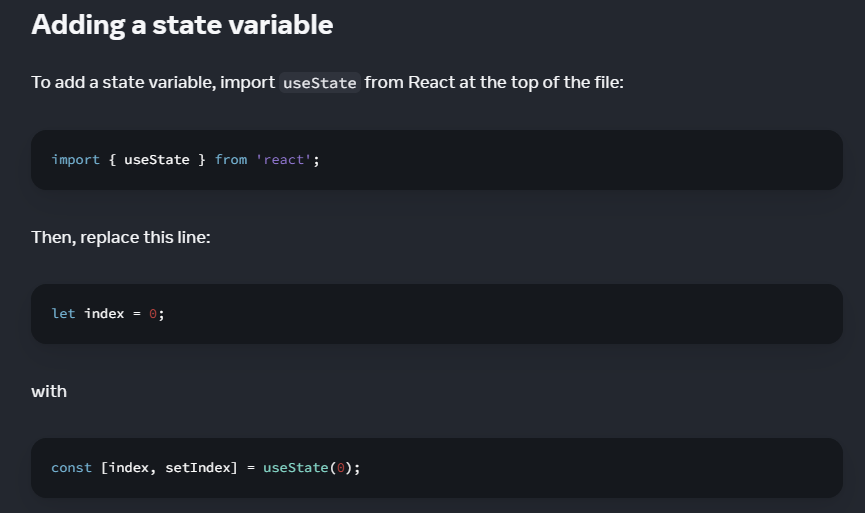 Adding a state variable
To add a state variable, import useState from React at the top of the file:
import { useState } from 'react';
Then, replace this line:
let index = 0;
with
const [index, setIndex] = useState(0);